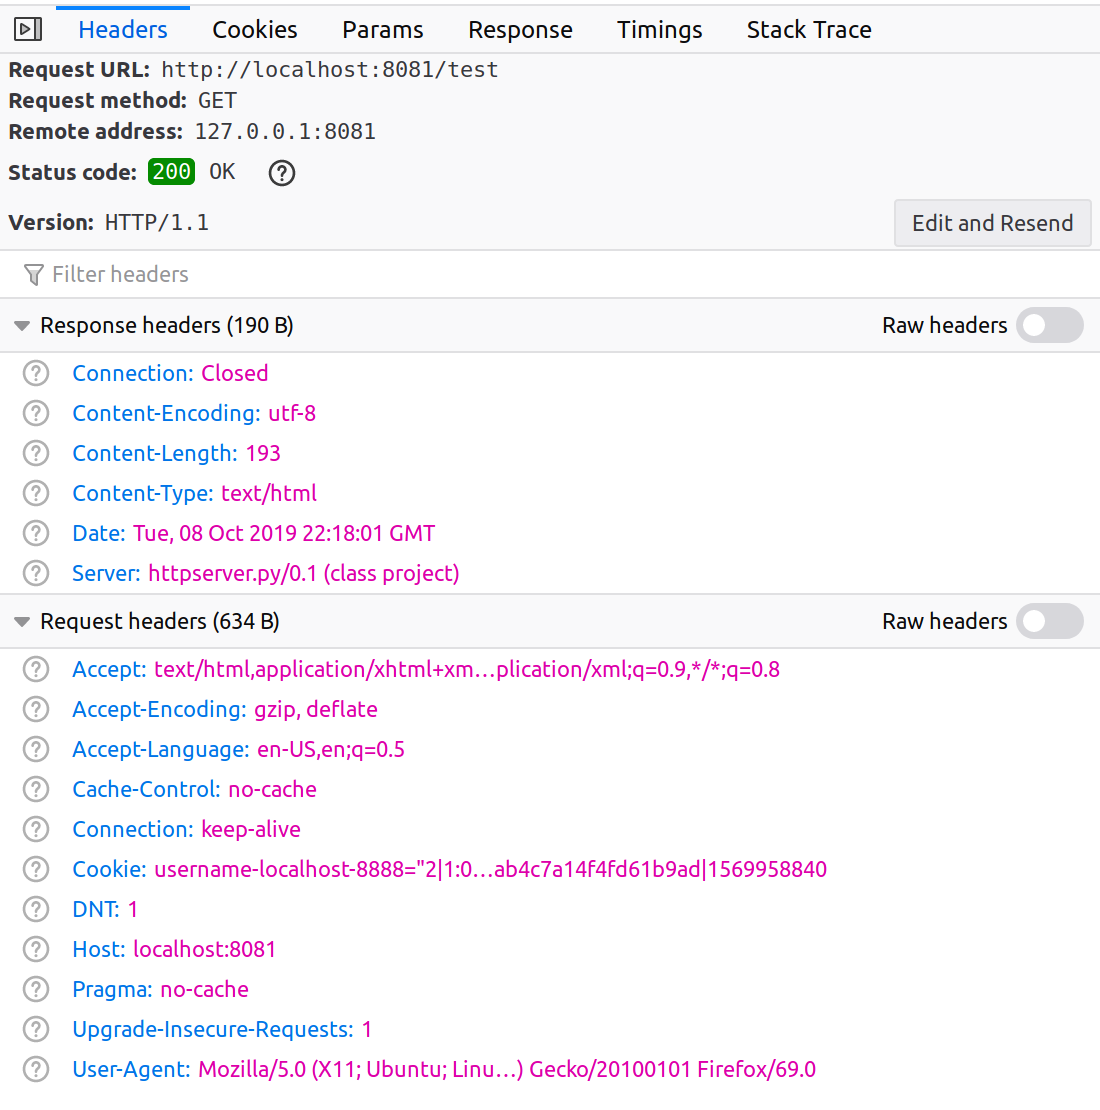 Headers Cookies Params Response Timings Stack Trace
Request URL: http://localhost:8081/test
Request method: GET
Remote address: 127.0.0.1:8081
Status code: 200 OK
Version: HTTP/1.1 Edit and Resend
Filter headers
Response headers (190 B) Raw headers
Connection: Closed
Content-Encoding: utf-8
Content-Length: 193
Content-Type: text/html
Date: Tue, 08 Oct 2019 22:18:01 GMT
Server: httpserver.py/0.1 (class project)
Request headers (634 B) Raw headers
Accept: text/html,application/xhtml+xm…plication/xml;q=0.9,*/*;q=0.8
Accept-Encoding: gzip, deflate
Accept-Language: en-US,en;q=0.5
Cache-Control: no-cache
Connection: keep-alive
Cookie: username-localhost-8888="2|1:0…ab4c7a14f4fd61b9ad|1569958840
DNT: 1
Host: localhost:8081
Pragma: no-cache
Upgrade-Insecure-Requests: 1
User-Agent: Mozilla/5.0 (X11; Ubuntu; Linu…) Gecko/20100101 Firefox/69.0